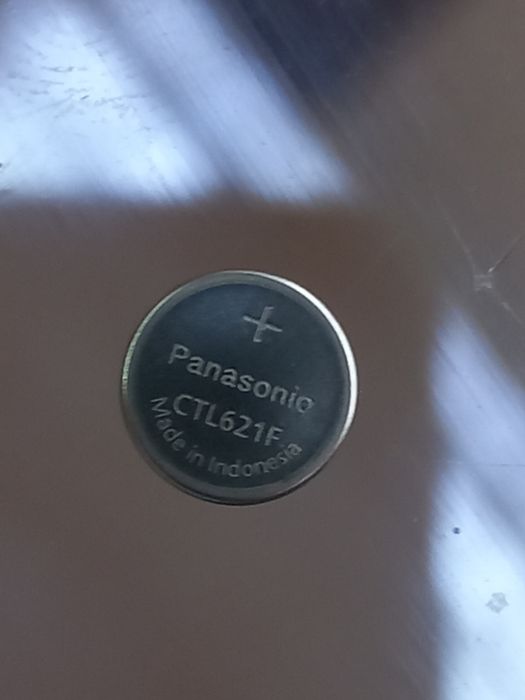 +
Panasonic
CTL621F
Made in Indonesia